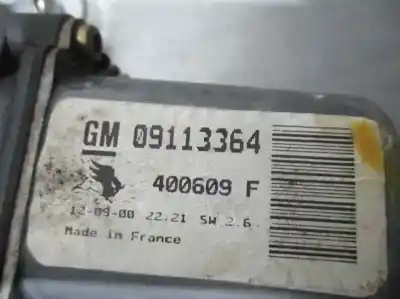 GM 09113364
400609 F
12-09-00 22.21 SW 2.6
Made in France